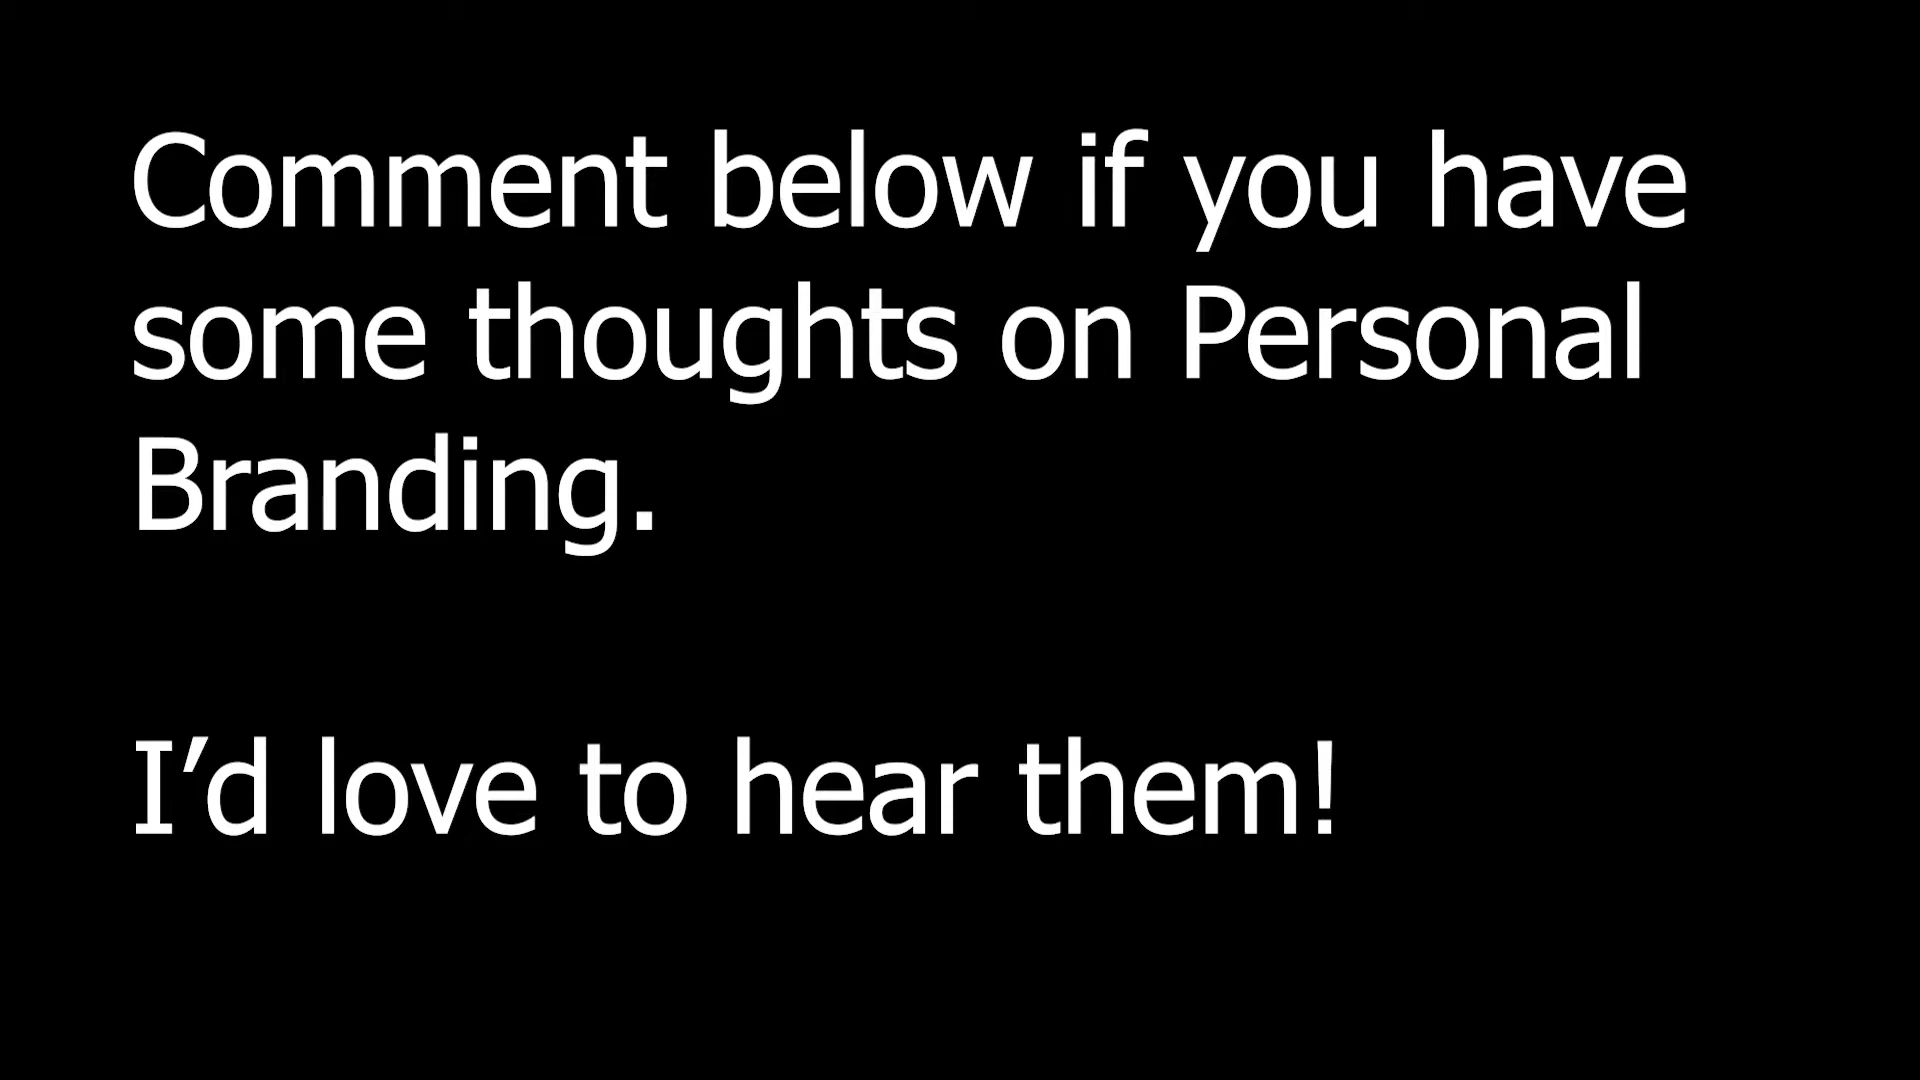 Comment below if you have
some thoughts on Personal
Branding.
I’d love to hear them!